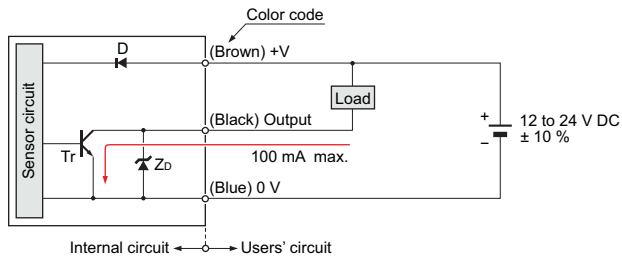 Color code
D
(Brown) +V
Sensor circuit
Load
(Black) Output
+
12 to 24 V DC
−
± 10 %
Tr
ZD
100 mA max.
(Blue) 0 V
Internal circuit
Users' circuit